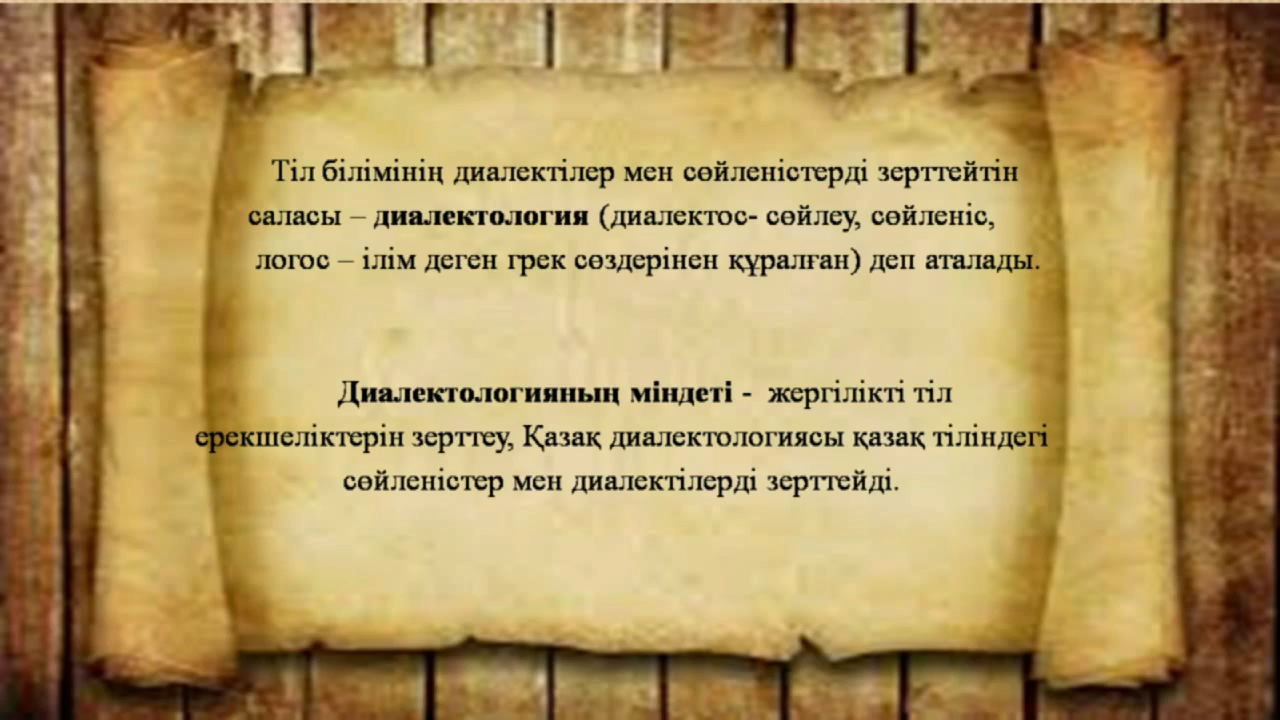 Тіл білімінің диалектілер мен сөйленістерді зерттейтін
саласы – диалектология (диалектос- сөйлеу, сөйленіс,
логос – ілім деген грек сөздерінен құралған) деп аталады.
Диалектологияның міндеті - жергілікті тіл
ерекшеліктерін зерттеу, Қазақ диалектологиясы қазақ тіліндегі
сөйленістер мен диалектілерді зерттейді.